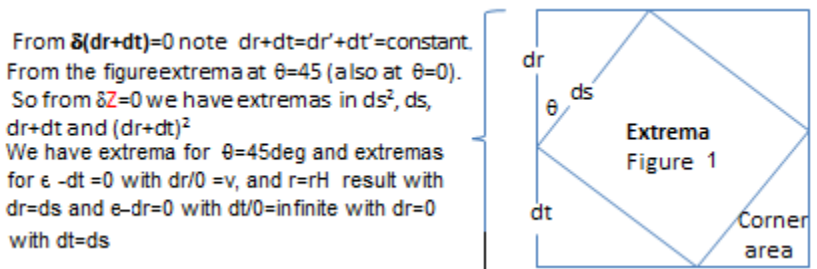 From δ(dr+dt)=0 note dr+dt=dr’+dt’=constant.
From the figureextrema at θ=45 (also at θ=0).
So from δZ=0 we have extremas in ds², ds,
dr+dt and (dr+dt)²
We have extrema for θ=45deg and extremas
for ε -dt =0 with dr/0 =v, and r=rH result with
dr=ds and e–dr=0 with dt/0=infinite with dr=0
with dt=ds
dr
θ
ds
Extrema
Figure 1
dt
Corner
area